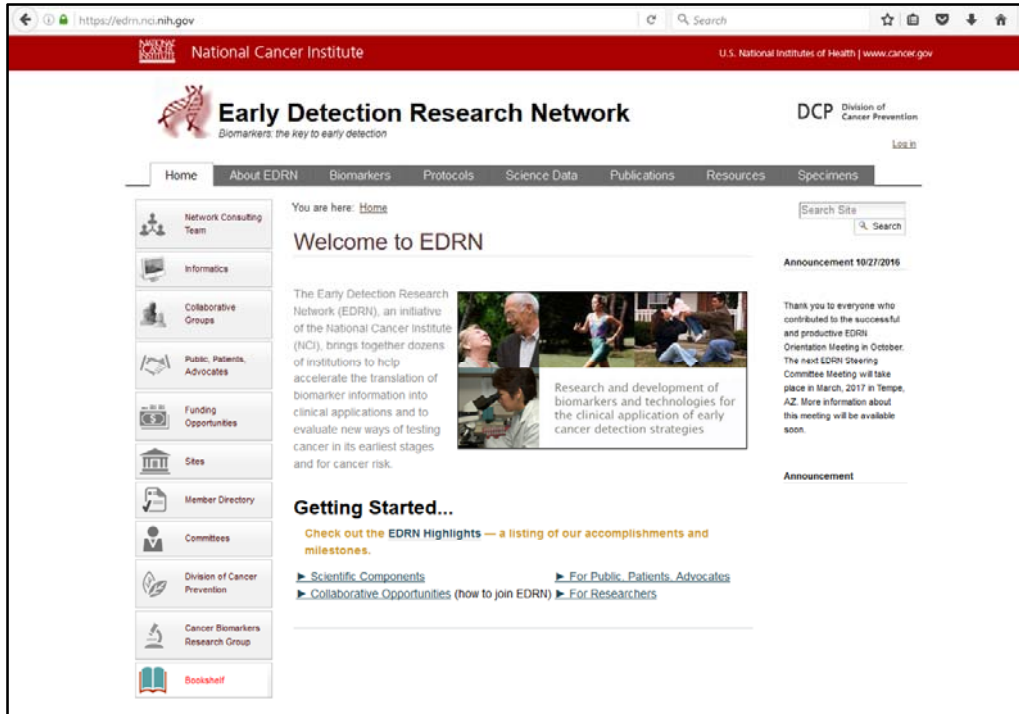 https://edrn.nci.nih.gov
Search
NATIONAL
CANCER
INSTITUTE
National Cancer Institute
U.S. National Institutes of Health | www.cancer.gov
Early Detection Research Network
Biomarkers: the key to early detection
DCP Division of
Cancer Prevention
Log in
Home About EDRN Biomarkers Protocols Science Data Publications Resources Specimens
Network Consulting
Team
Informatics
Collaborative
Groups
Public, Patients,
Advocates
Funding
Opportunities
Sites
Member Directory
Committees
Division of Cancer
Prevention
Cancer Biomarkers
Research Group
Bookshelf
You are here: Home
Welcome to EDRN
The Early Detection Research
Network (EDRN), an initiative
of the National Cancer Institute
(NCI), brings together dozens
of institutions to help
accelerate the translation of
biomarker information into
clinical applications and to
evaluate new ways of testing
cancer in its earliest stages
and for cancer risk.
Research and development of
biomarkers and technologies for
the clinical application of early
cancer detection strategies
Getting Started...
Check out the EDRN Highlights — a listing of our accomplishments and
milestones.
► Scientific Components
► For Public, Patients, Advocates
► Collaborative Opportunities (how to join EDRN)
► For Researchers
Search Site
Search
Announcement 10/27/2016
Thank you to everyone who
contributed to the successful
and productive EDRN
Orientation Meeting in October.
The next EDRN Steering
Committee Meeting will take
place in March, 2017 in Tempe,
AZ. More information about
this meeting will be available
soon.
Announcement